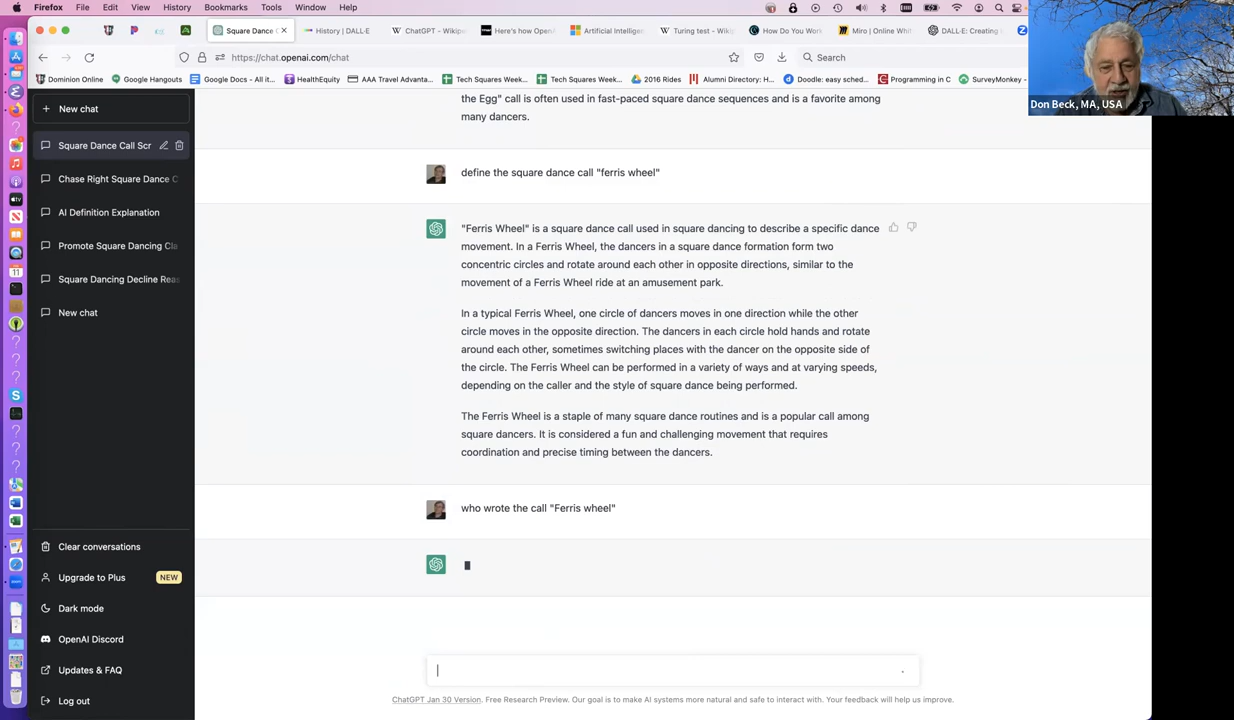 Firefox File Edit View History Bookmarks Tools Window Help
Square Dance C
History | DALL·E
ChatGPT - Wikip
Here's how OpenA
Artificial Intellige
Turing test - Wikip
How Do You Work
Miro | Online Whit
DALL·E: Creating
https://chat.openai.com/chat
Search
Dominion Online Google Hangouts Google Docs - All it... HealthEquity AAA Travel Advanta... Tech Squares Week... Tech Squares Week... 2016 Rides Alumni Directory: H... Doodle: easy sched... Programming in C SurveyMonkey
Don Beck, MA, USA
New chat
Square Dance Call Scr
Chase Right Square Dance C
AI Definition Explanation
Promote Square Dancing Cla
Square Dancing Decline Reas
New chat
Clear conversations
Upgrade to Plus NEW
Dark mode
OpenAI Discord
Updates & FAQ
Log out
the Egg" call is often used in fast-paced square dance sequences and is a favorite among
many dancers.
define the square dance call "ferris wheel"
"Ferris Wheel" is a square dance call used in square dancing to describe a specific dance
movement. In a Ferris Wheel, the dancers in a square dance formation form two
concentric circles and rotate around each other in opposite directions, similar to the
movement of a Ferris Wheel ride at an amusement park.
In a typical Ferris Wheel, one circle of dancers moves in one direction while the other
circle moves in the opposite direction. The dancers in each circle hold hands and rotate
around each other, sometimes switching places with the dancer on the opposite side of
the circle. The Ferris Wheel can be performed in a variety of ways and at varying speeds,
depending on the caller and the style of square dance being performed.
The Ferris Wheel is a staple of many square dance routines and is a popular call among
square dancers. It is considered a fun and challenging movement that requires
coordination and precise timing between the dancers.
who wrote the call "Ferris wheel"
ChatGPT Jan 30 Version. Free Research Preview. Our goal is to make AI systems more natural and safe to interact with. Your feedback will help us improve.